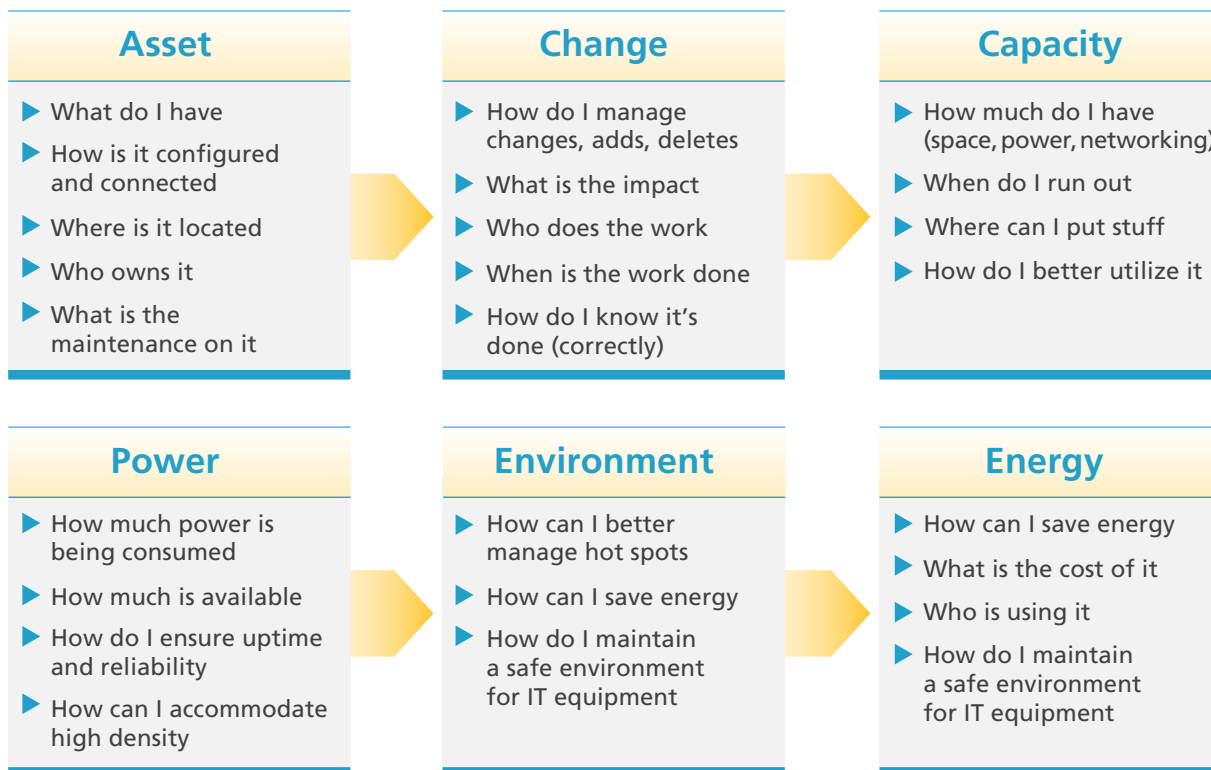 Asset
What do I have
How is it configured
and connected
Where is it located
Who owns it
What is the
maintenance on it
Change
How do I manage
changes, adds, deletes
What is the impact
Who does the work
When is the work done
How do I know it's
done (correctly)
Capacity
How much do I have
(space, power, networking)
When do I run out
Where can I put stuff
How do I better utilize it
Power
How much power is
being consumed
How much is available
How do I ensure uptime
and reliability
How can I accommodate
high density
Environment
How can I better
manage hot spots
How can I save energy
How do I maintain
a safe environment
for IT equipment
Energy
How can I save energy
What is the cost of it
Who is using it
How do I maintain
a safe environment
for IT equipment